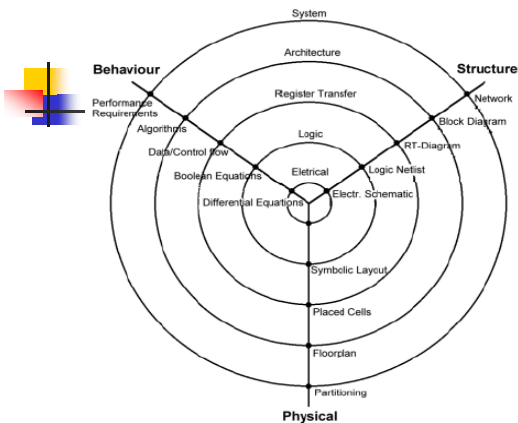 System
Architecture
Behaviour
Structure
Register Transfer
Performance
Requirements
Network
Algorithms
Block Diagram
Logic
Data/Control flow
RT-Diagram
Boolean Equations
Eletrical
Logic Netlist
Differential Equations
Electr. Schematic
Symbolic Layout
Placed Cells
Floorplan
Partitioning
Physical